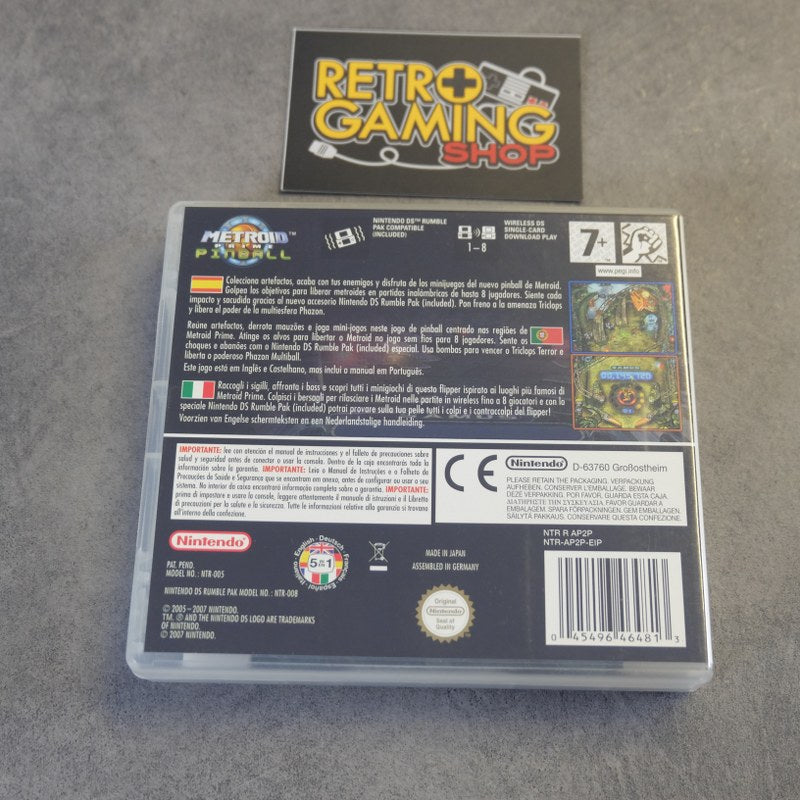 RETRO
GAMING
SHOP
METROID™
PRIME
PINBALL
NINTENDO DS™ RUMBLE
PAK COMPATIBLE
(INCLUDED)
1-8
WIRELESS DS
SINGLE-CARD
DOWNLOAD PLAY
7+
www.pegi.info
Colecciona artefactos, acaba con tus enemigos y disfruta de los minijuegos del nuevo pinball de Metroid.
Golpea los objetivos para liberar metroides en partidas inalámbricas de hasta 8 jugadores. Siente cada
impacto y sacudida gracias al nuevo accesorio Nintendo DS Rumble Pak (included). Pon freno a la amenaza Triclops
y libera el poder de la multiesfera Phazon.
Reúne artefactos, derrota mauzões e joga mini-jogos neste jogo de pinball centrado nas regiões de
Metroid Prime. Atinge os alvos para libertar o Metroid no jogo sem fios para 8 jogadores. Sente os
choques e abanões com o Nintendo DS Rumble Pak (included) especial. Usa bombas para vencer o Triclops Terror e
liberta o poderoso Phazon Multiball.
Este jogo está em Inglês e Castelhano, mas inclui o manual em Português.
Raccogli i sigilli, affronta i boss e scopri tutti i minigiochi di questo flipper ispirato ai luoghi più famosi di
Metroid Prime. Colpisci i bersagli per rilasciare i Metroid nelle partite in wireless fino a 8 giocatori e con lo
speciale Nintendo DS Rumble Pak (included) potrai provare sulla tua pelle tutti i colpi e i contraccolpi del flipper!
Voorzien van Engelse schermteksten en een Nederlandstalige handleiding.
IMPORTANTE: lee con atención el manual de instrucciones y el folleto de precauciones sobre
salud y seguridad antes de conectar o usar la consola. Dentro de la caja encontrarás toda la
información sobre la garantía. IMPORTANTE: Leia o Manual de Instruções e o Folheto de
Precauções de Saúde e Segurança que se encontram em anexo, antes de configurar ou usar o seu
sistema. No interior da caixa encontrará informação completa sobre a garantia. IMPORTANTE:
prima di impostare e usare la console, leggere attentamente il manuale di istruzioni e il Libretto
di precauzioni per la salute e la sicurezza. Tutte le informazioni relative alla garanzia si trovano
all'interno della confezione.
CE
Nintendo
D-63760 Großostheim
PLEASE RETAIN THE PACKAGING. VERPACKUNG
AUFHEBEN. CONSERVER L'EMBALLAGE. BEWAAR
DEZE VERPAKKING. POR FAVOR, GUARDA ESTA CAJA.
ΔΙΑΤΗΡΕΙΣΤΕ ΤΗΝ ΣΥΣΚΕΥΑΣΙΑ. FAVOR GUARDAR A
EMBALAGEM. SPARA FÖRPACKNINGEN. GEM EMBALLAGEN.
SÄILYTÄ PAKKAUS. CONSERVARE QUESTA CONFEZIONE.
Nintendo®
PAT. PEND.
MODEL NO.: NTR-005
English - Deutsch - Français - Español - Italiano
5 in 1
MADE IN JAPAN
ASSEMBLED IN GERMANY
NTR R AP2P
NTR-AP2P-EIP
NINTENDO DS RUMBLE PAK MODEL NO.: NTR-008
© 2005–2007 NINTENDO.
TM, ® AND THE NINTENDO DS LOGO ARE TRADEMARKS
OF NINTENDO.
© 2007 NINTENDO.
Original
Nintendo
Seal of
Quality
0 45496 46481 3